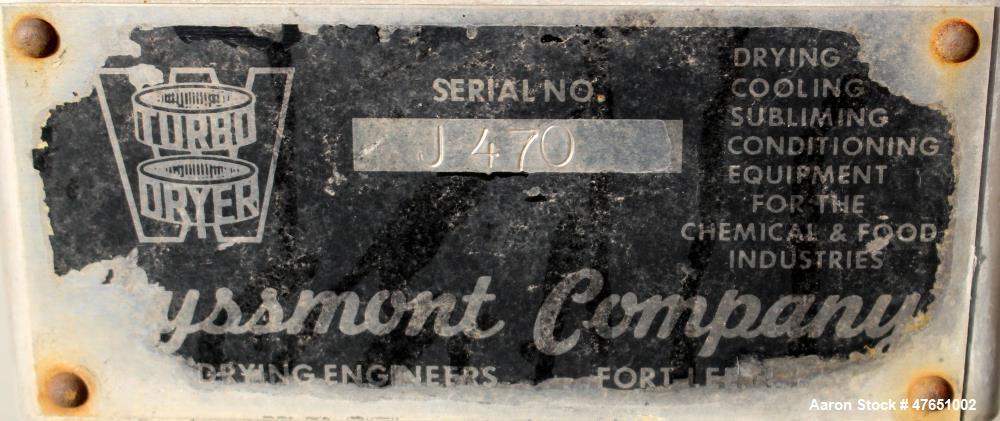 TURBO
DRYER
SERIAL NO.
J 470
DRYING
COOLING
SUBLIMING
CONDITIONING
EQUIPMENT
FOR THE
CHEMICAL & FOOD
INDUSTRIES
yssmont Company
DRYING ENGINEERS FORT LE
Aaron Stock # 47651002